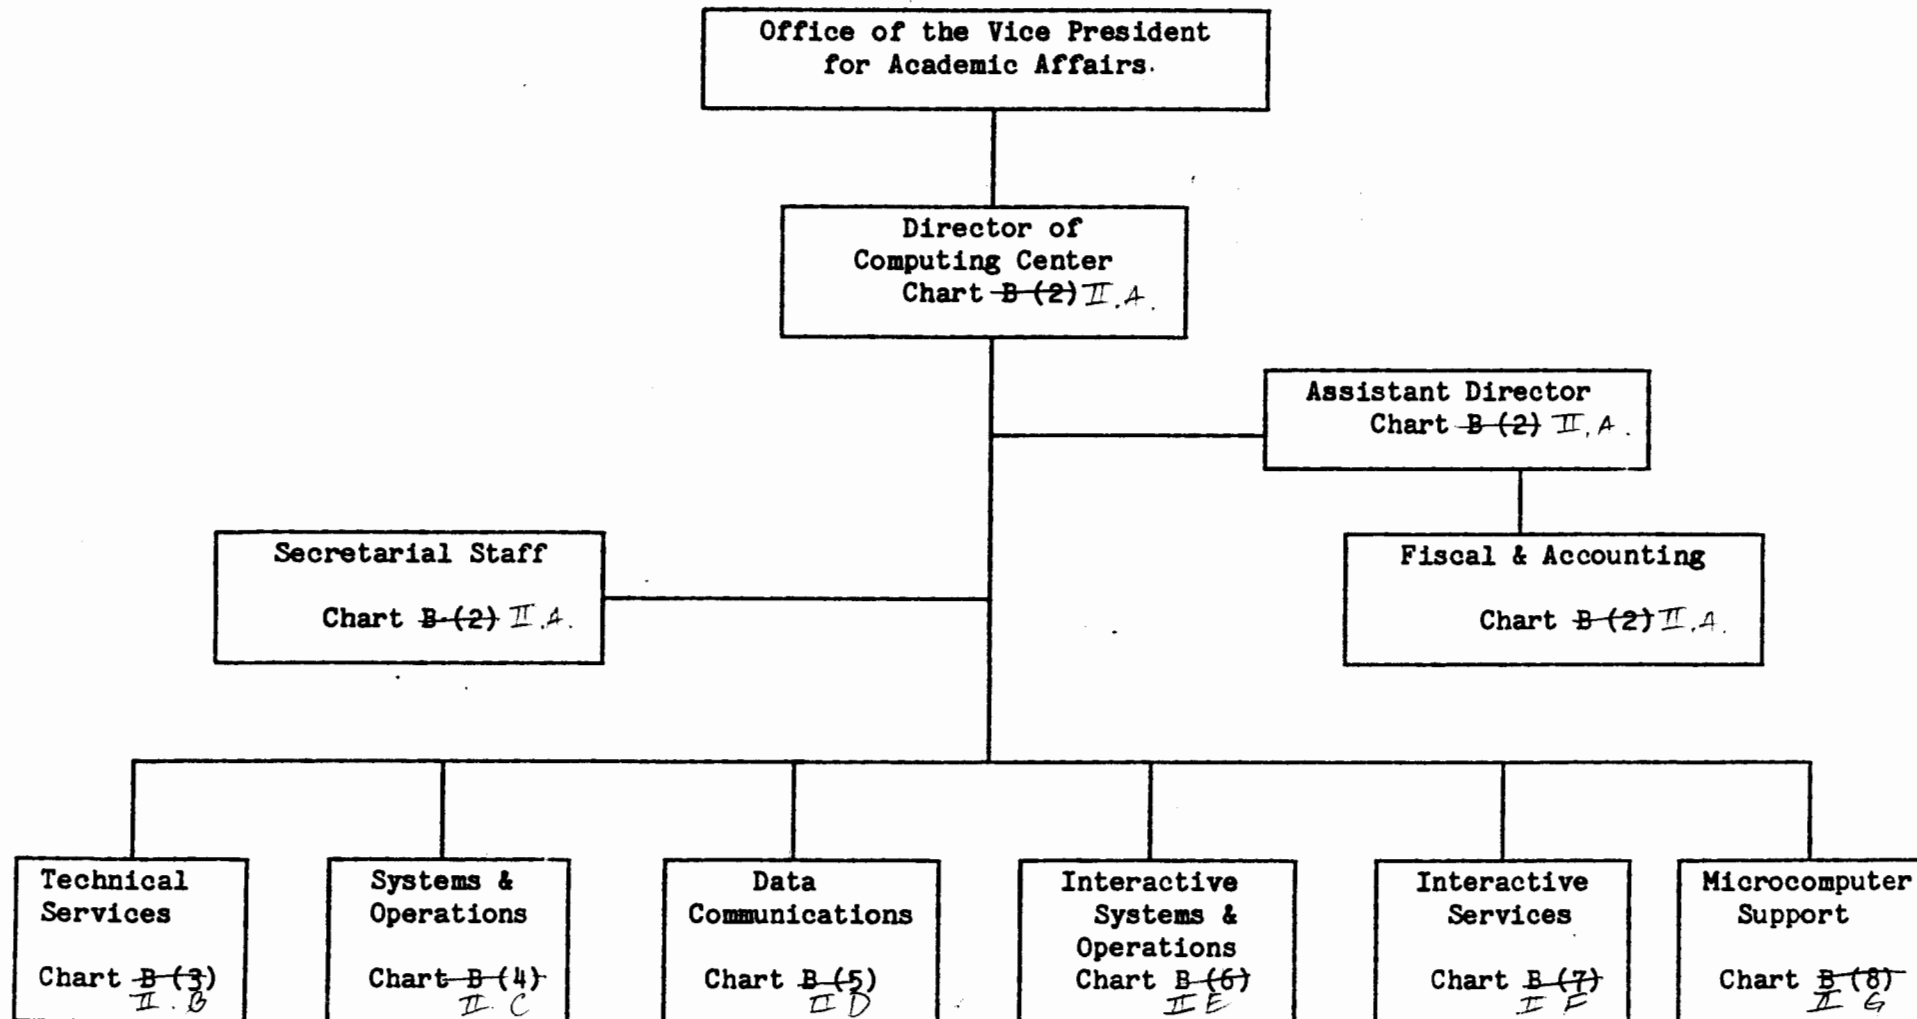 Office of the Vice President
for Academic Affairs.
Director of
Computing Center
Chart B (2) II.A.
Assistant Director
Chart B (2) II.A.
Secretarial Staff
Chart B (2) II.A.
Fiscal & Accounting
Chart B (2) II.A.
Technical
Services
Chart B (3)
II. B
Systems &
Operations
Chart B (4)
II. C
Data
Communications
Chart B (5)
II D
Interactive
Systems &
Operations
Chart B (6)
II E
Interactive
Services
Chart B (7)
II F
Microcomputer
Support
Chart B (8)
II G